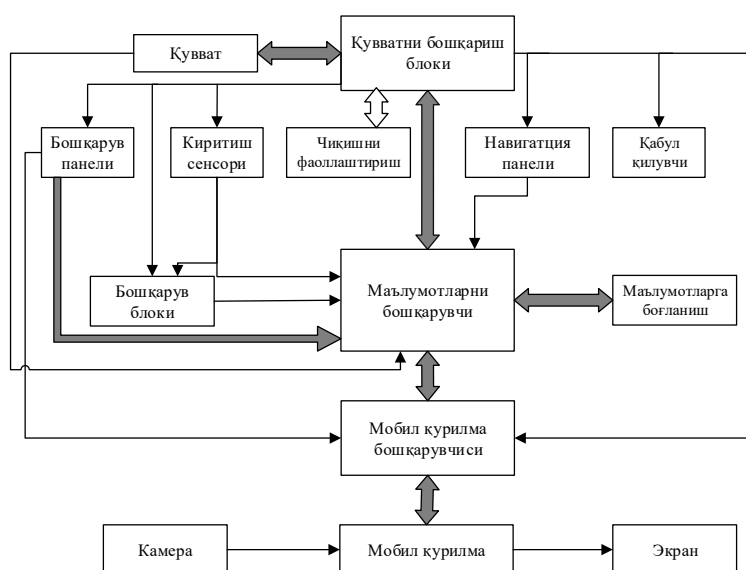 Қувват
Қувватни бошқариш
блоки
Бошқарув
панели
Киритиш
сенсори
Чиқишни
фаоллаштириш
Навигатция
панели
Қабул
қилувчи
Бошқарув
блоки
Маълумотларни
бошқарувчи
Маълумотларга
боғланиш
Мобил қурилма
бошқарувчиси
Камера
Мобил қурилма
Экран